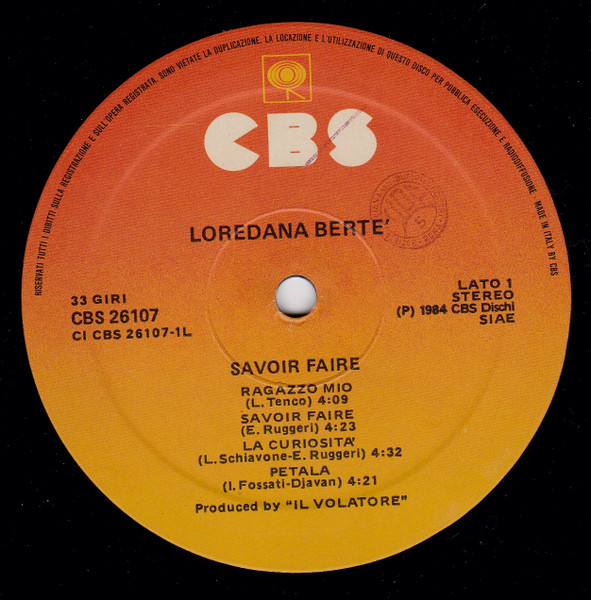 RISERVATI TUTTI I DIRITTI SULLA REGISTRAZIONE E SULL'OPERA REGISTRATA. SONO VIETATE LA DUPLICAZIONE, LA LOCAZIONE E L'UTILIZZAZIONE DI QUESTO DISCO PER PUBBLICA ESECUZIONE E RADIODIFFUSIONE - MADE IN ITALY BY CBS
CBS
LOREDANA BERTE'
33 GIRI
CBS 26107
CI CBS 26107-1L
LATO 1
STEREO
(P) 1984 CBS Dischi
SIAE
SAVOIR FAIRE
RAGAZZO MIO
(L. Tenco) 4:09
SAVOIR FAIRE
(E. Ruggeri) 4:23
LA CURIOSITA'
(L. Schiavone-E. Ruggeri) 4:32
PETALA
(I. Fossati-Djavan) 4:21
Produced by "IL VOLATORE"